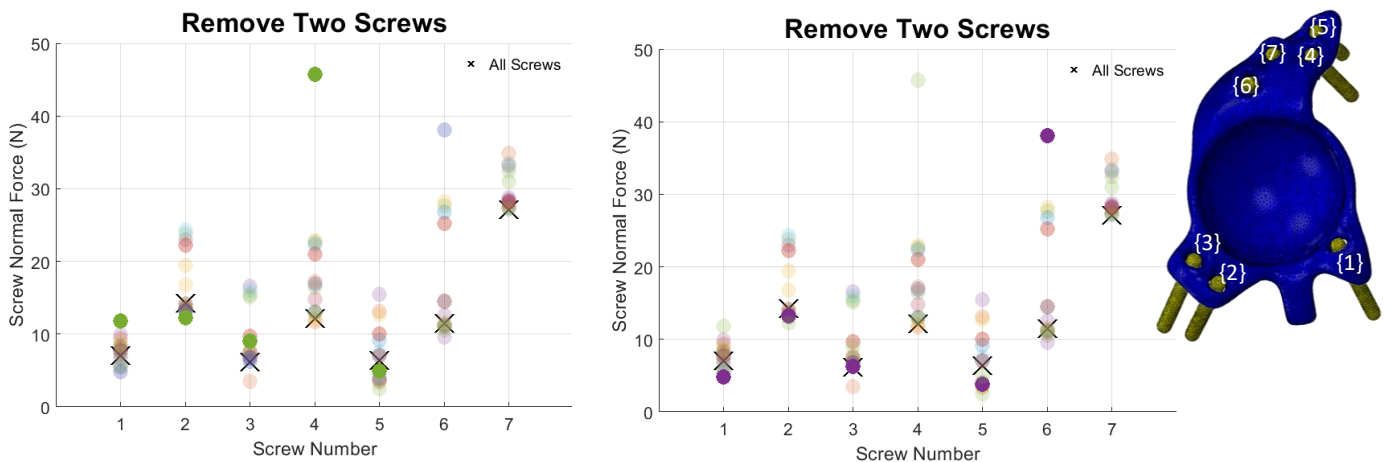 Remove Two Screws
50
40
30
20
10
0
Screw Normal Force (N)
All Screws
1 2 3 4 5 6 7
Screw Number
Remove Two Screws
50
40
30
20
10
0
Screw Normal Force (N)
All Screws
1 2 3 4 5 6 7
Screw Number
{5}
{7} {4}
{6}
{3}
{1}
{2}